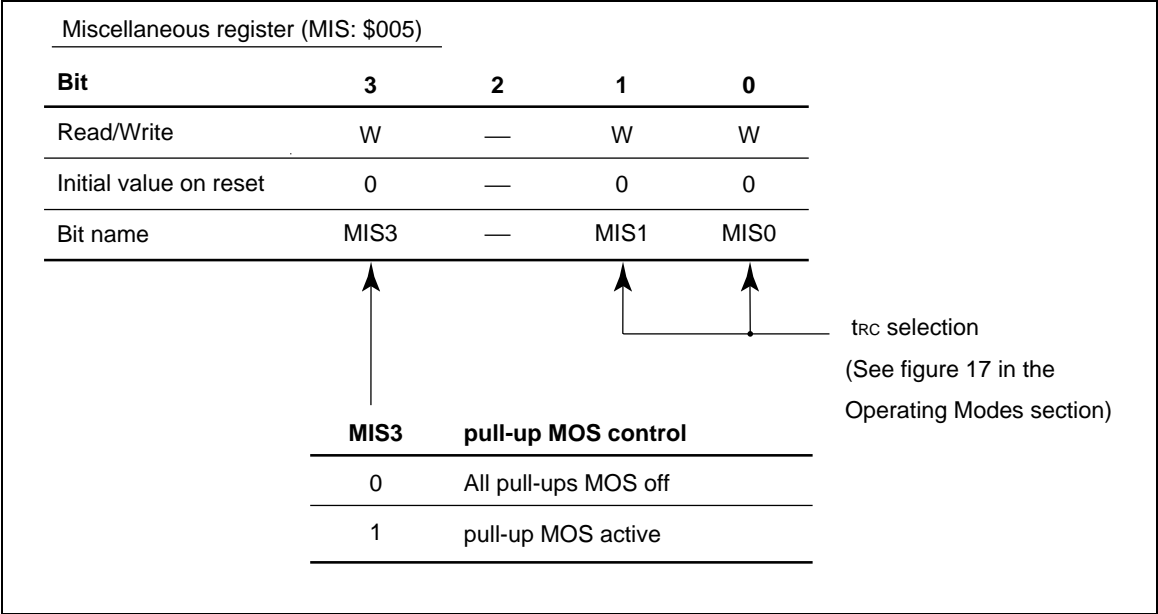 Miscellaneous register (MIS: $005)
Bit 3 2 1 0
Read/Write W — W W
Initial value on reset 0 — 0 0
Bit name MIS3 — MIS1 MIS0
tRC selection
(See figure 17 in the
Operating Modes section)
MIS3 pull-up MOS control
0 All pull-ups MOS off
1 pull-up MOS active